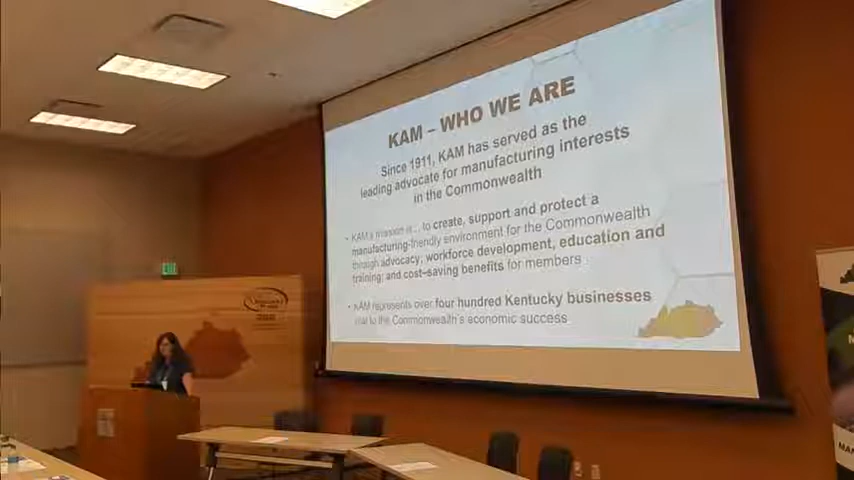 KAM – WHO WE ARE
Since 1911, KAM has served as the
leading advocate for manufacturing interests
in the Commonwealth
• KAM's mission is... to create, support and protect a
manufacturing-friendly environment for the Commonwealth
through advocacy, workforce development, education and
training; and cost-saving benefits for members
• KAM represents over four hundred Kentucky businesses
vital to the Commonwealth's economic success